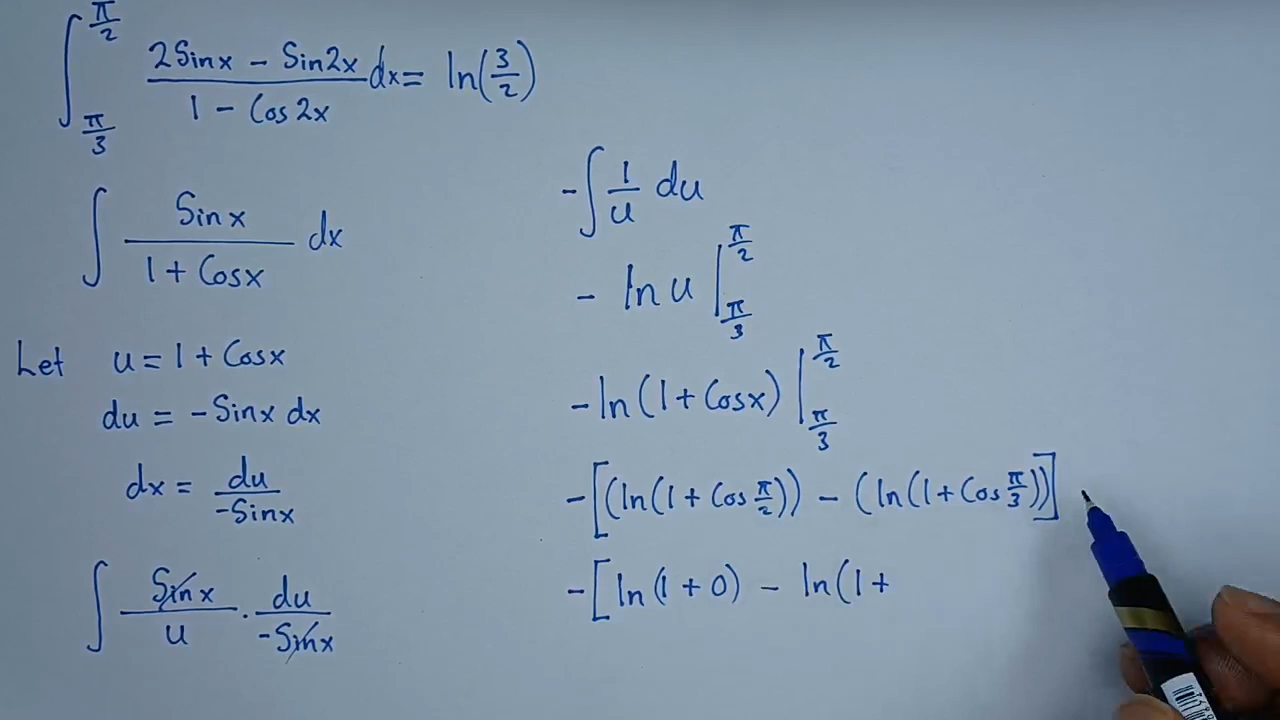 ∫_{π/3}^{π/2} (2Sinx − Sin2x)/(1 − Cos2x) dx = ln(3/2)
∫ Sinx/(1 + Cosx) dx
Let u = 1 + Cosx
du = −Sinx dx
dx = du/(−Sinx)
∫ Sinx/u · du/(−Sinx)
−∫ 1/u du
− ln u |_{π/3}^{π/2}
−ln(1 + Cosx) |_{π/3}^{π/2}
−[(ln(1 + Cos π/2)) − (ln(1 + Cos π/3))]
−[ln(1 + 0) − ln(1 +